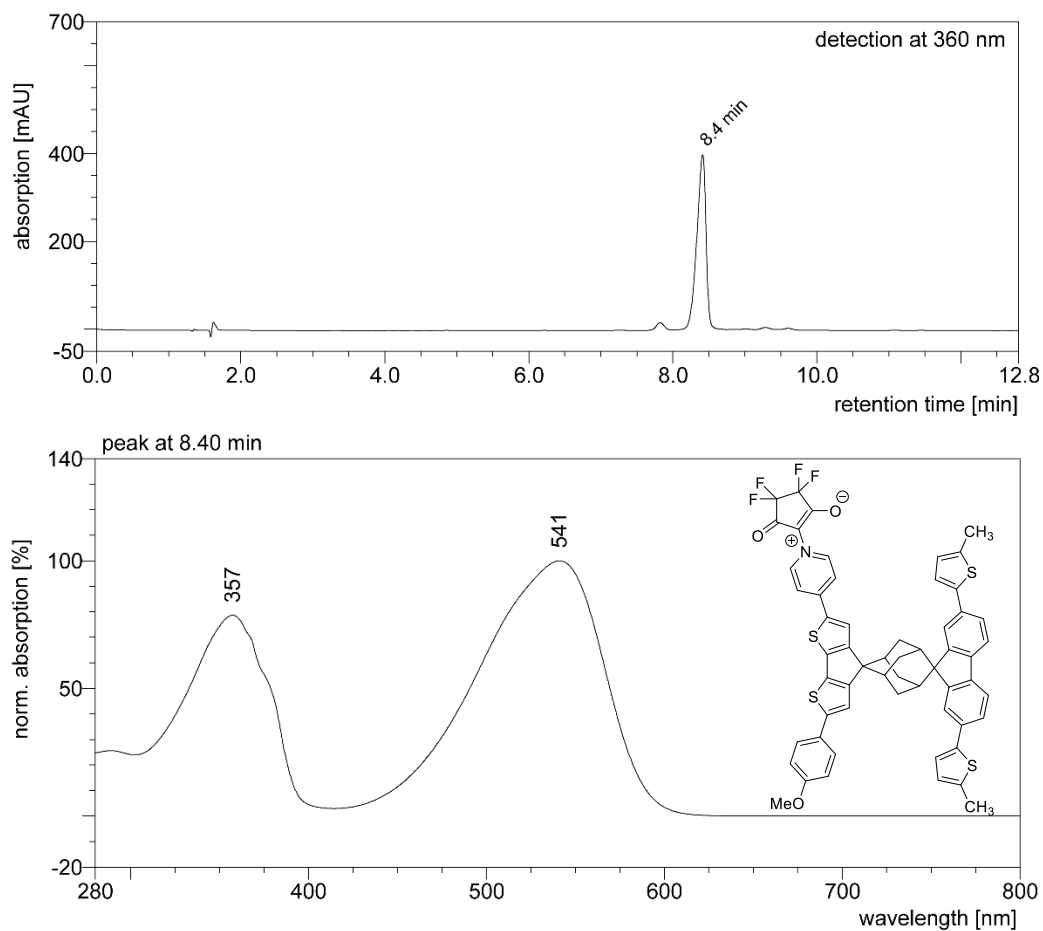 700
detection at 360 nm
8.4 min
400
200
-50
absorption [mAU]
0.0 2.0 4.0 6.0 8.0 10.0 12.8
retention time [min]
peak at 8.40 min
140
100
50
-20
norm. absorption [%]
357
541
F F
F F
O ⊖
O ⊕ N
CH3
S
S
S
S
MeO
CH3
280 400 500 600 700 800
wavelength [nm]